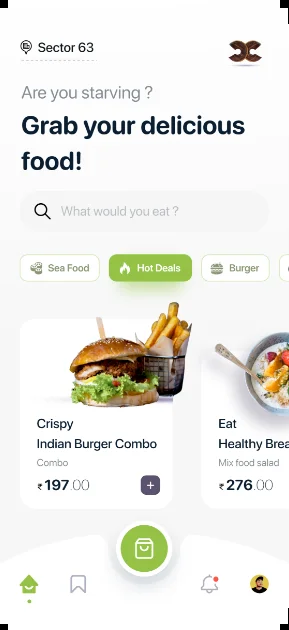 Sector 63
Are you starving ?
Grab your delicious
food!
What would you eat ?
Sea Food
Hot Deals
Burger
Crispy
Indian Burger Combo
Combo
₹ 197.00
+
Eat
Healthy Brea
Mix food salad
₹ 276.00